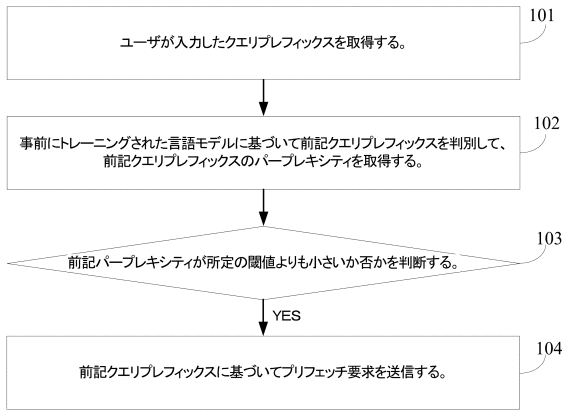 101
ユーザが入力したクエリプレフィックスを取得する。
102
事前にトレーニングされた言語モデルに基づいて前記クエリプレフィックスを判別して、
前記クエリプレフィックスのパープレキシティを取得する。
103
前記パープレキシティが所定の閾値よりも小さいか否かを判断する。
YES
104
前記クエリプレフィックスに基づいてプリフェッチ要求を送信する。